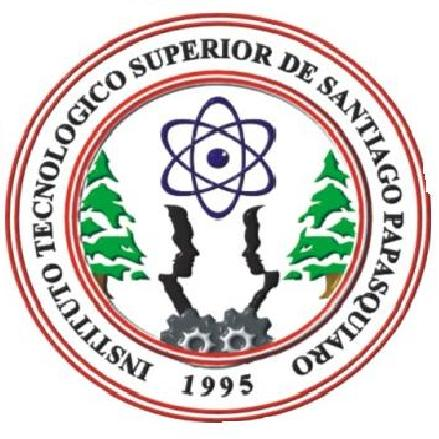 INSTITUTO TECNOLOGICO SUPERIOR DE SANTIAGO PAPASQUIARO
1995